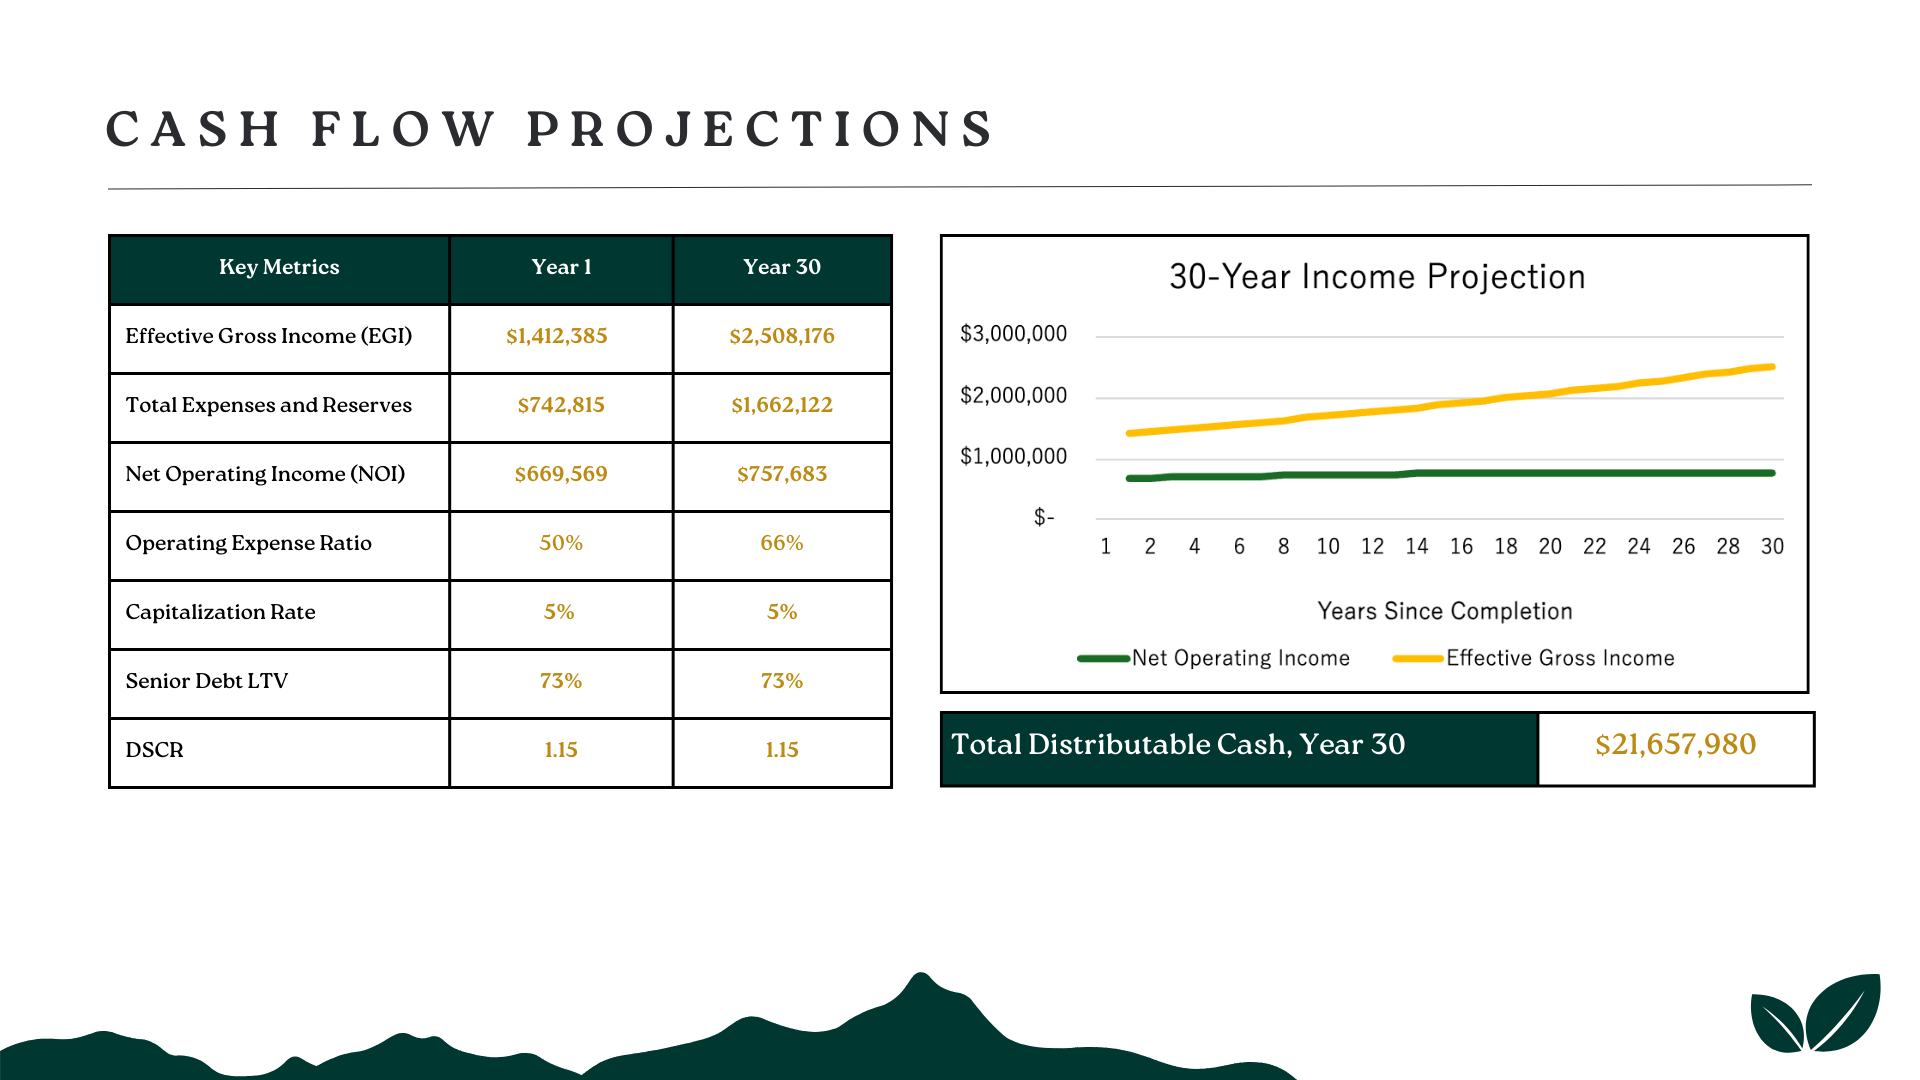 CASH FLOW PROJECTIONS
Key Metrics Year 1 Year 30
Effective Gross Income (EGI) $1,412,385 $2,508,176
Total Expenses and Reserves $742,815 $1,662,122
Net Operating Income (NOI) $669,569 $757,683
Operating Expense Ratio 50% 66%
Capitalization Rate 5% 5%
Senior Debt LTV 73% 73%
DSCR 1.15 1.15
30-Year Income Projection
$3,000,000
$2,000,000
$1,000,000
$-
1 2 4 6 8 10 12 14 16 18 20 22 24 26 28 30
Years Since Completion
Net Operating Income Effective Gross Income
Total Distributable Cash, Year 30 $21,657,980